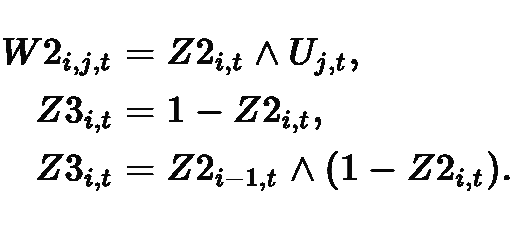 W2_{i,j,t} = Z2_{i,t} ∧ U_{j,t},
Z3_{i,t} = 1 − Z2_{i,t},
Z3_{i,t} = Z2_{i−1,t} ∧ (1 − Z2_{i,t}).